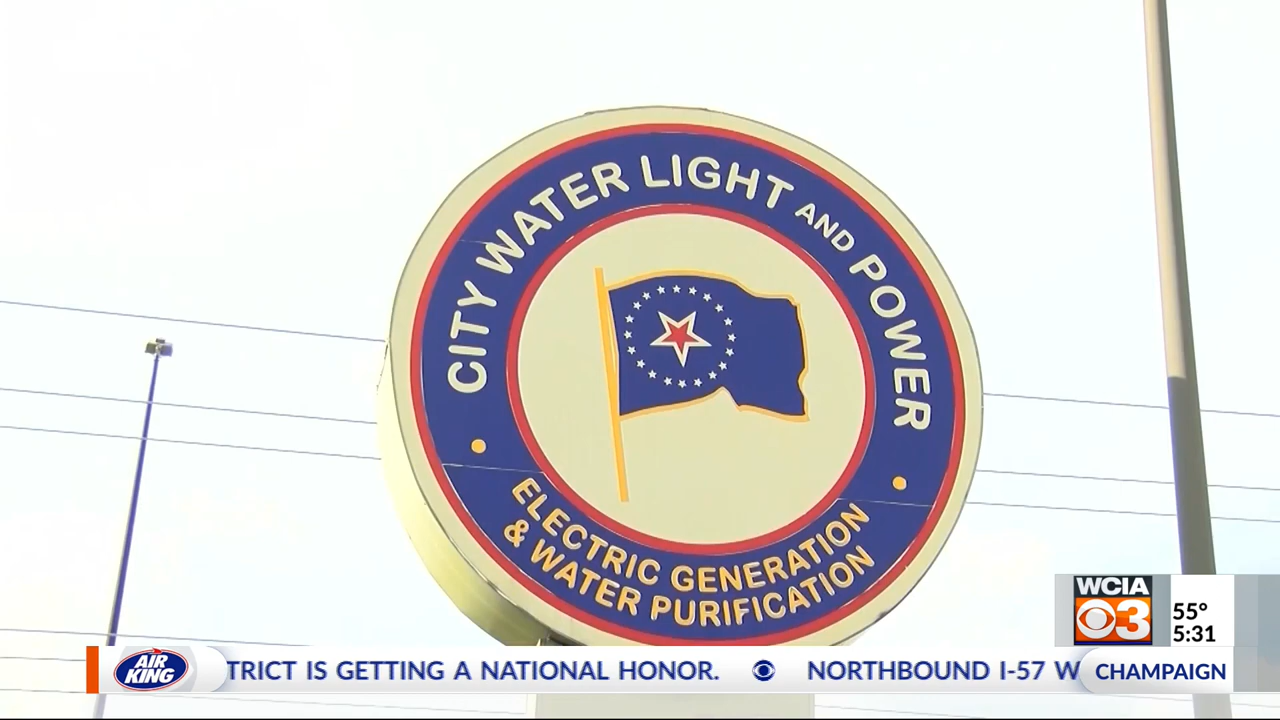 CITY WATER LIGHT AND POWER
ELECTRIC GENERATION
& WATER PURIFICATION
WCIA
3
55°
5:31
AIR
KING
TRICT IS GETTING A NATIONAL HONOR.
NORTHBOUND I-57 W
CHAMPAIGN